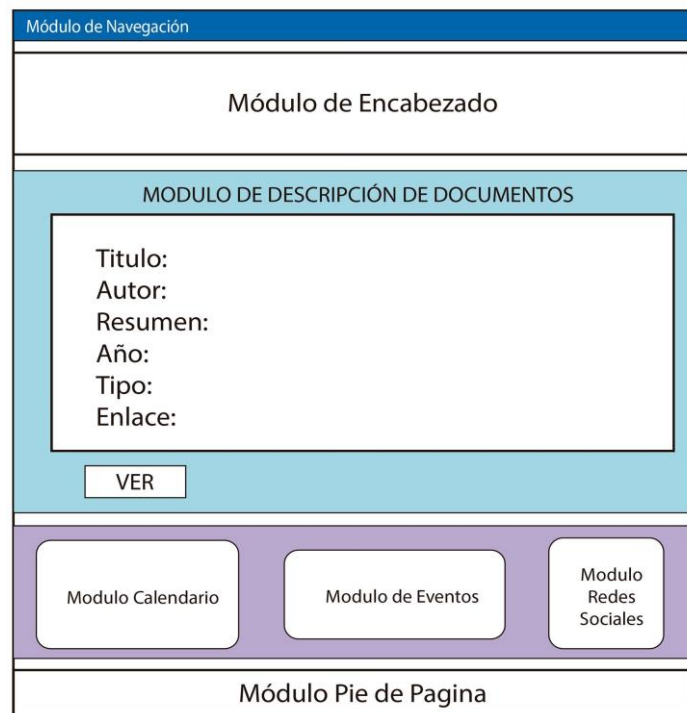 Módulo de Navegación
Módulo de Encabezado
MODULO DE DESCRIPCIÓN DE DOCUMENTOS
Titulo:
Autor:
Resumen:
Año:
Tipo:
Enlace:
VER
Modulo Calendario
Modulo de Eventos
Modulo
Redes
Sociales
Módulo Pie de Pagina